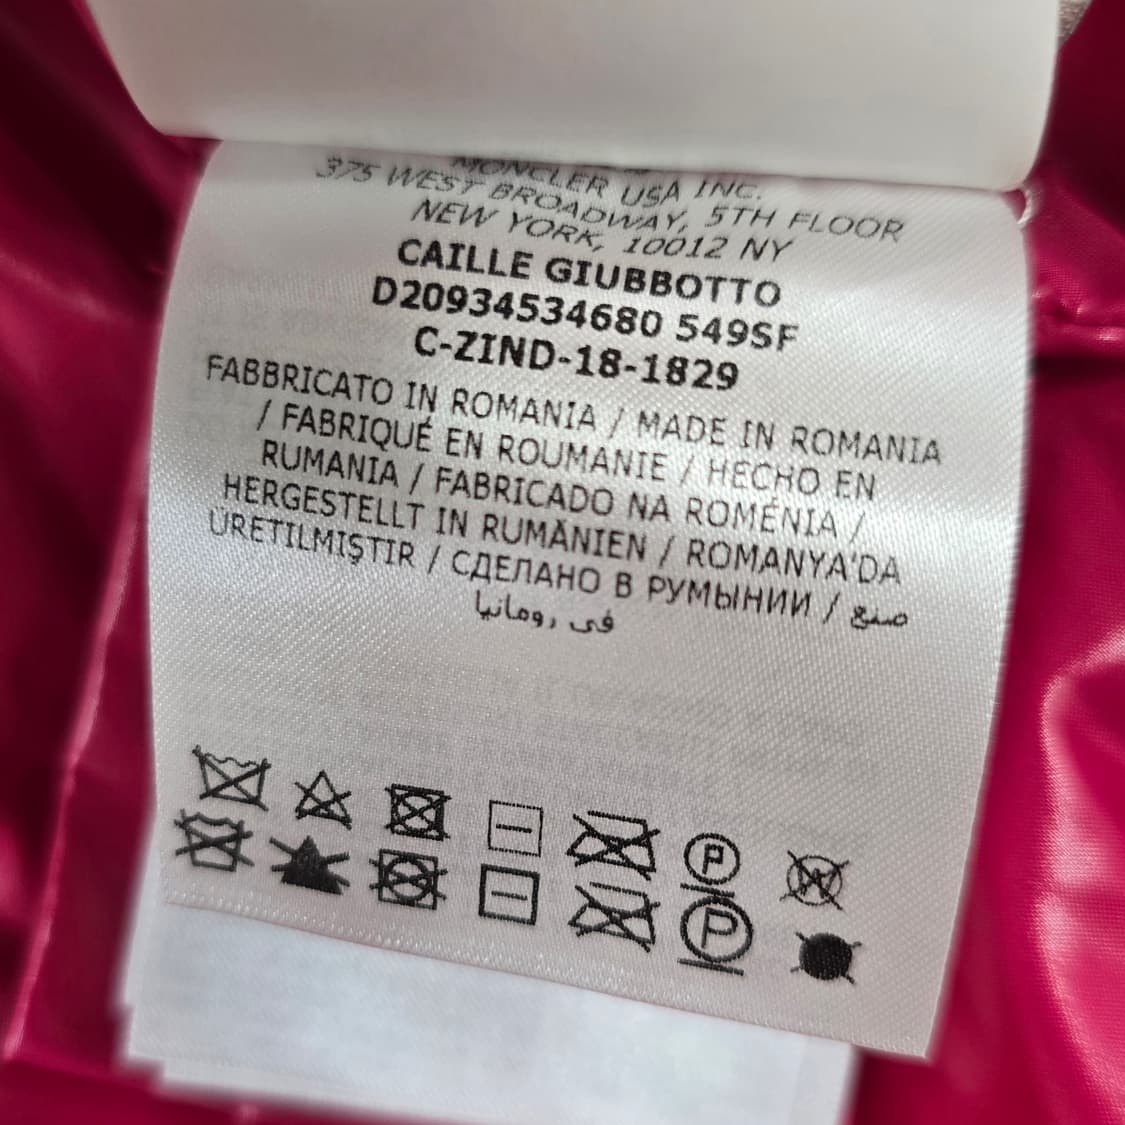 MONCLER USA INC.
375 WEST BROADWAY, 5TH FLOOR
NEW YORK, 10012 NY
CAILLE GIUBBOTTO
D20934534680 549SF
C-ZIND-18-1829
FABBRICATO IN ROMANIA / MADE IN ROMANIA
/ FABRIQUÉ EN ROUMANIE / HECHO EN
RUMANIA / FABRICADO NA ROMÉNIA /
HERGESTELLT IN RUMÄNIEN / ROMANYA'DA
ÜRETILMIŞTIR / СДЕЛАНО В РУМЫНИИ / صنع
في رومانيا
P
W
P